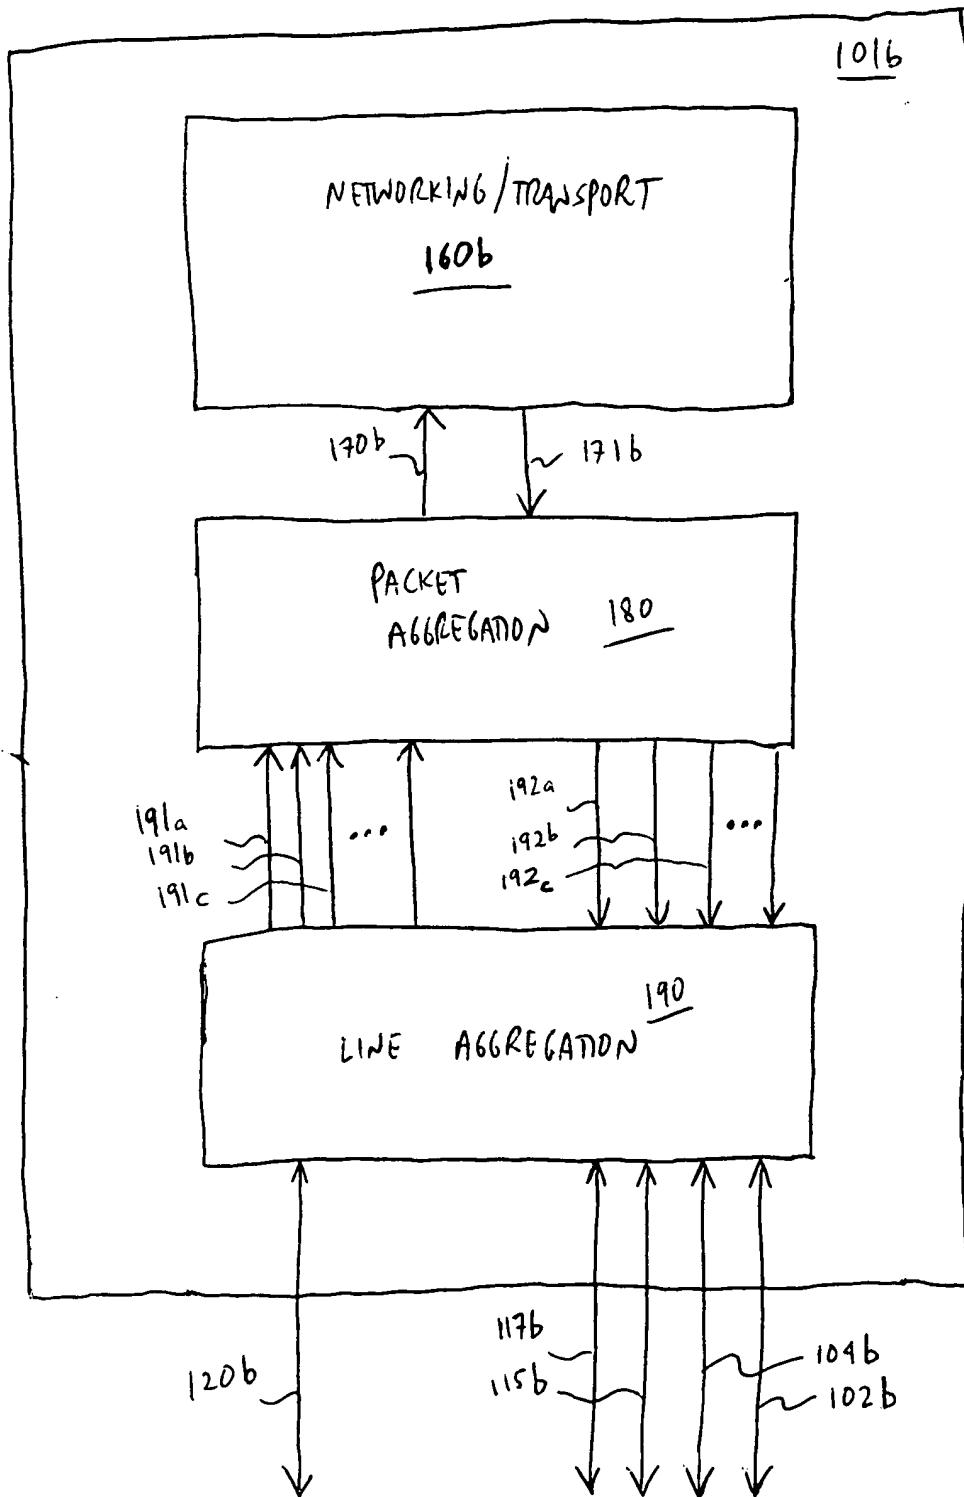 101b
NETWORKING/TRANSPORT
160b
170b
171b
PACKET
AGGREGATION 180
191a
191b
191c
...
192a
192b
192c
...
190
LINE AGGREGATION
120b
117b
115b
104b
102b